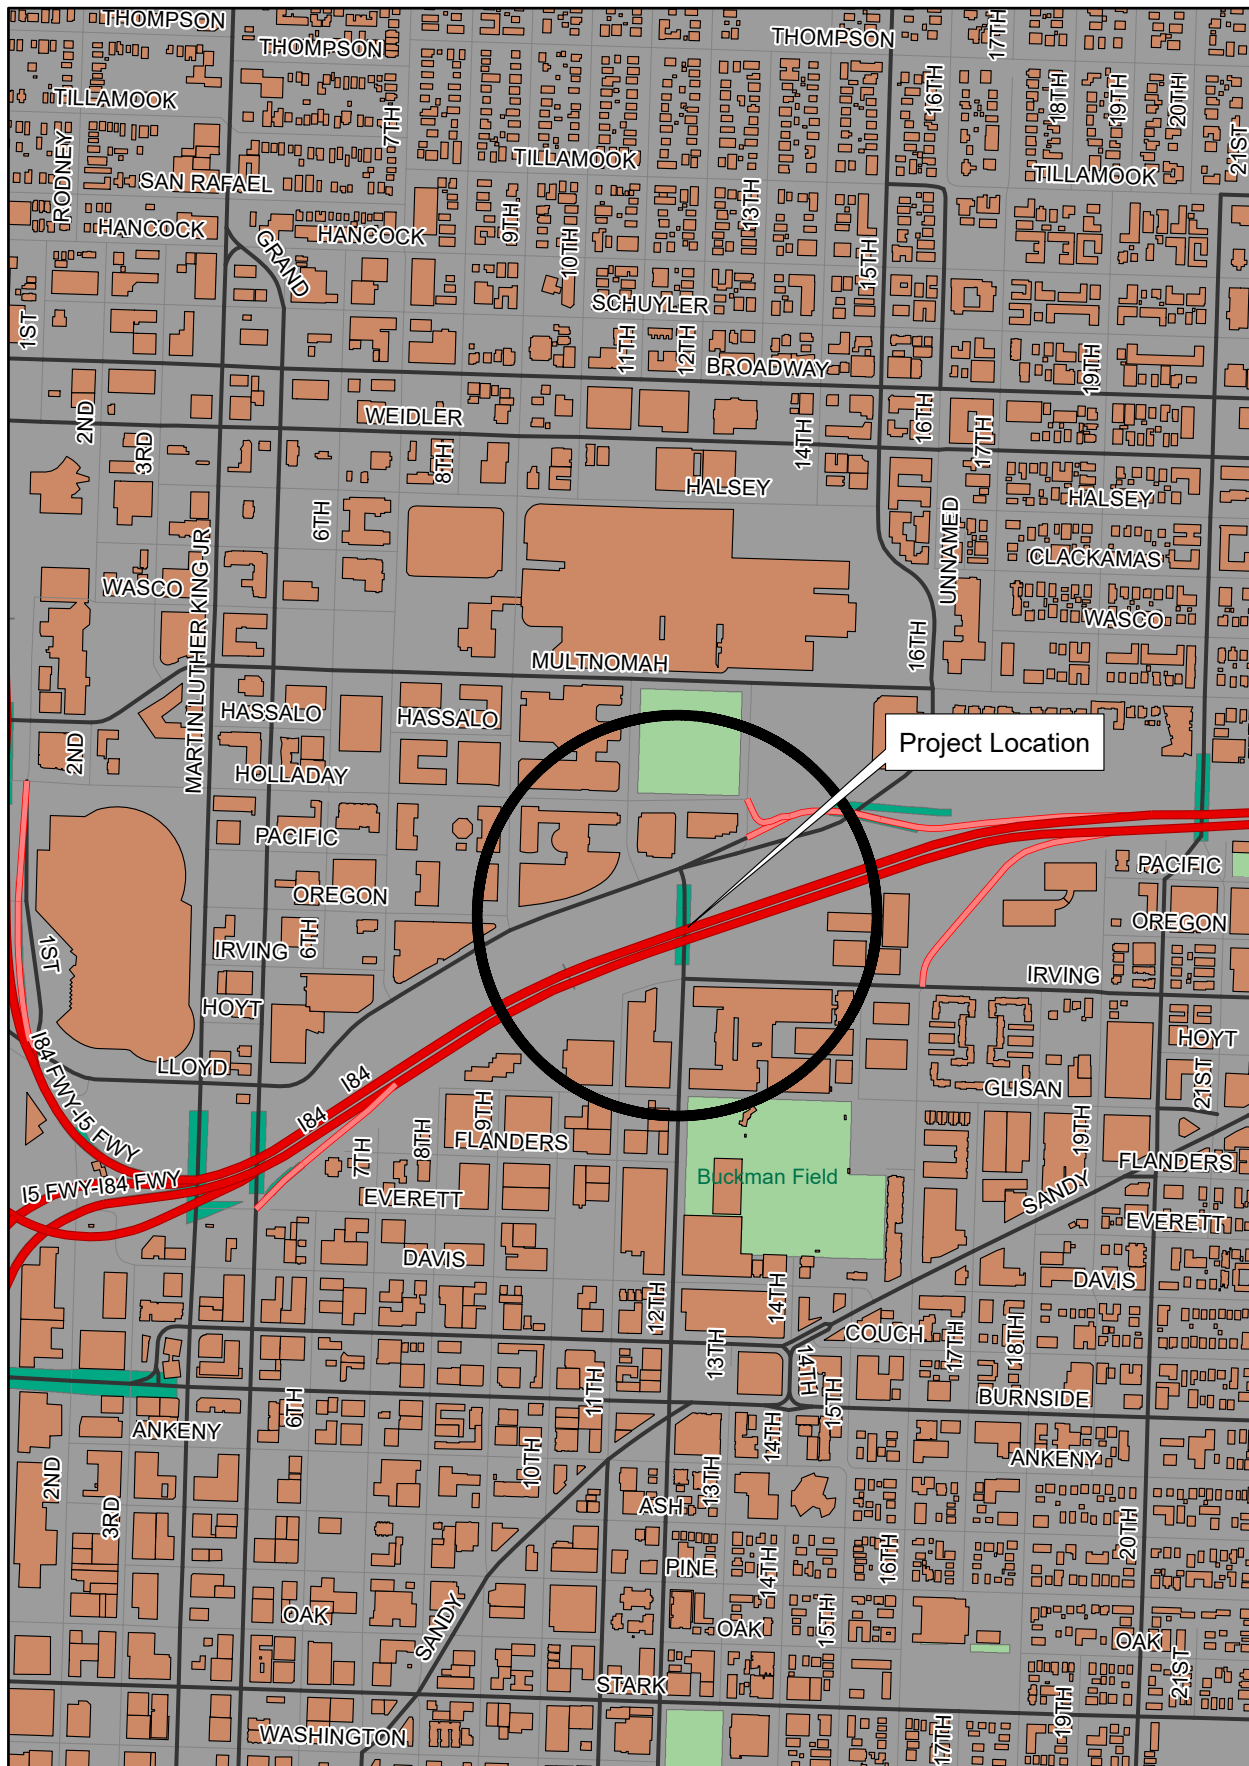 THOMPSON
THOMPSON
THOMPSON
17TH
TILLAMOOK
7TH
16TH
18TH
19TH
20TH
21ST
RODNEY
TILLAMOOK
TILLAMOOK
SAN RAFAEL
HANCOCK
HANCOCK
GRAND
9TH
10TH
13TH
15TH
1ST
SCHUYLER
11TH
12TH
BROADWAY
19TH
2ND
3RD
WEIDLER
8TH
14TH
16TH
17TH
HALSEY
HALSEY
6TH
UNNAMED
CLACKAMAS
WASCO
WASCO
MARTIN LUTHER KING JR
16TH
MULTNOMAH
HASSALO
HASSALO
2ND
HOLLADAY
Project Location
PACIFIC
PACIFIC
OREGON
OREGON
1ST
IRVING
6TH
IRVING
HOYT
HOYT
I84 FWY-I5 FWY
LLOYD
I84
I84
GLISAN
21ST
9TH
8TH
7TH
FLANDERS
19TH
FLANDERS
I5 FWY-I84 FWY
EVERETT
Buckman Field
SANDY
EVERETT
DAVIS
DAVIS
12TH
14TH
13TH
COUCH
17TH
18TH
14TH
15TH
11TH
6TH
BURNSIDE
ANKENY
14TH
ANKENY
2ND
3RD
10TH
13TH
ASH
PINE
14TH
16TH
20TH
OAK
SANDY
OAK
15TH
OAK
21ST
STARK
19TH
WASHINGTON
17TH